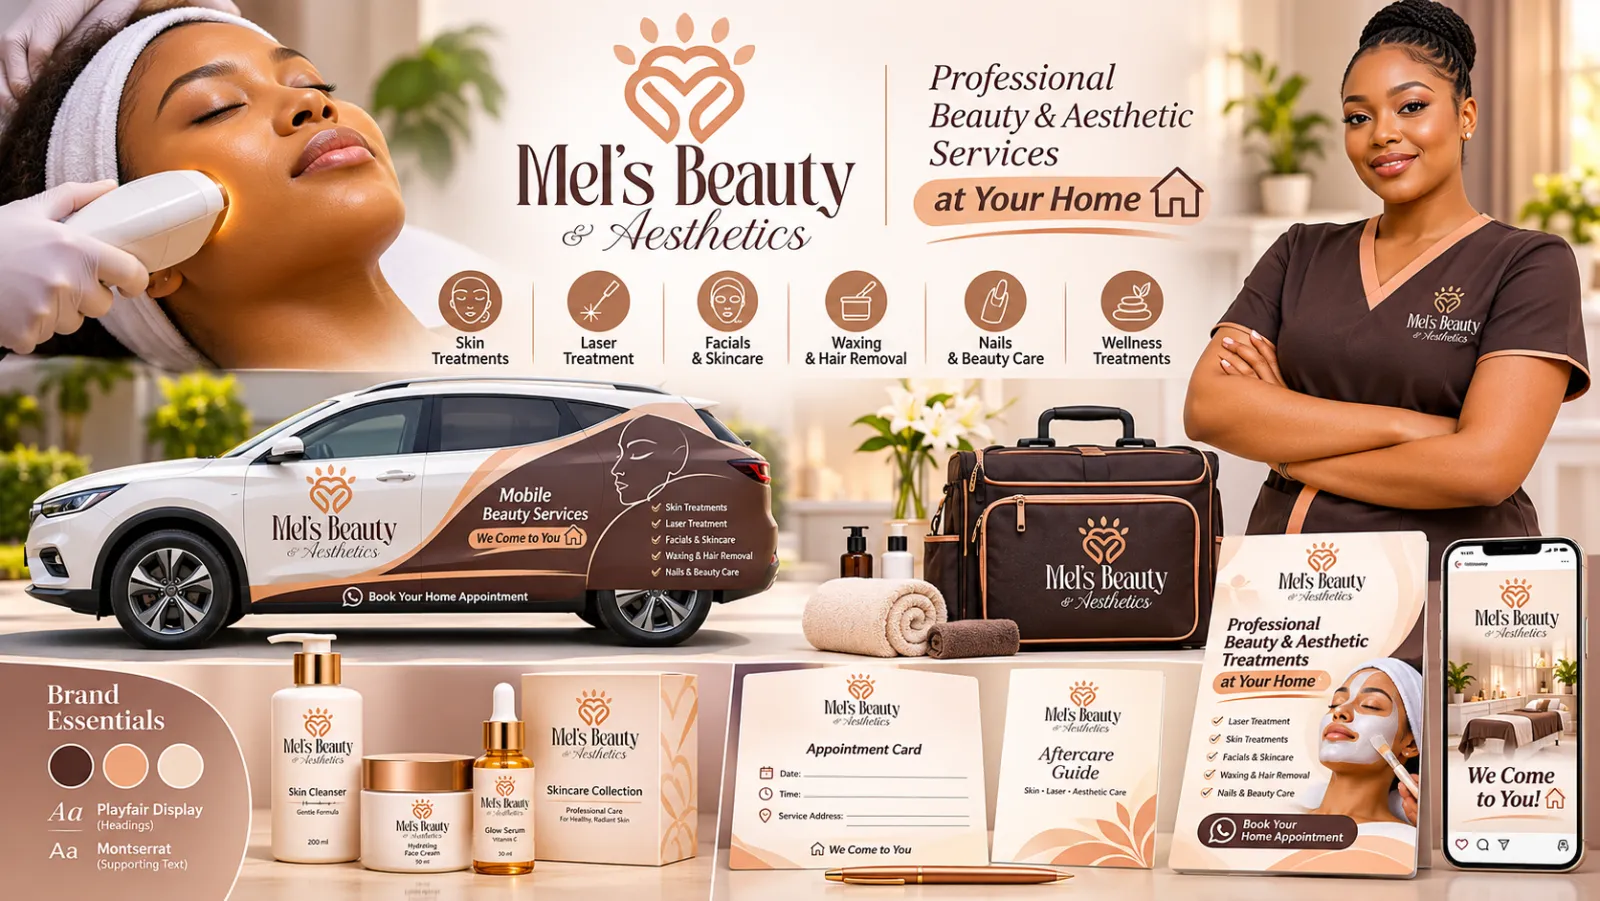 Mel's Beauty
& Aesthetics
Professional
Beauty & Aesthetic
Services
at Your Home
Skin
Treatments
Laser
Treatment
Facials
& Skincare
Waxing
& Hair Removal
Nails
& Beauty Care
Wellness
Treatments
Mel's Beauty
& Aesthetics
Mel's Beauty
& Aesthetics
Mobile
Beauty Services
We Come to You
Skin Treatments
Laser Treatment
Facials & Skincare
Waxing & Hair Removal
Nails & Beauty Care
Book Your Home Appointment
Mel's Beauty
& Aesthetics
Brand
Essentials
Aa
Playfair Display
(Headings)
Aa
Montserrat
(Supporting Text)
Mel's Beauty
& Aesthetics
Skin Cleanser
Gentle Formula
200 ml
Mel's Beauty
& Aesthetics
Hydrating
Face Cream
50 ml
Mel's Beauty
& Aesthetics
Glow Serum
Vitamin C
30 ml
Mel's Beauty
& Aesthetics
Skincare Collection
Professional Care
For Healthy, Radiant Skin
Mel's Beauty
& Aesthetics
Appointment Card
Date:
Time:
Service Address:
We Come to You
Mel's Beauty
& Aesthetics
Aftercare
Guide
Skin • Laser • Aesthetic Care
Mel's Beauty
& Aesthetics
Professional
Beauty & Aesthetic
Treatments
at Your Home
Laser Treatment
Skin Treatments
Facials & Skincare
Waxing & Hair Removal
Nails & Beauty Care
Book Your
Home Appointment
Mel's Beauty
& Aesthetics
We Come
to You!